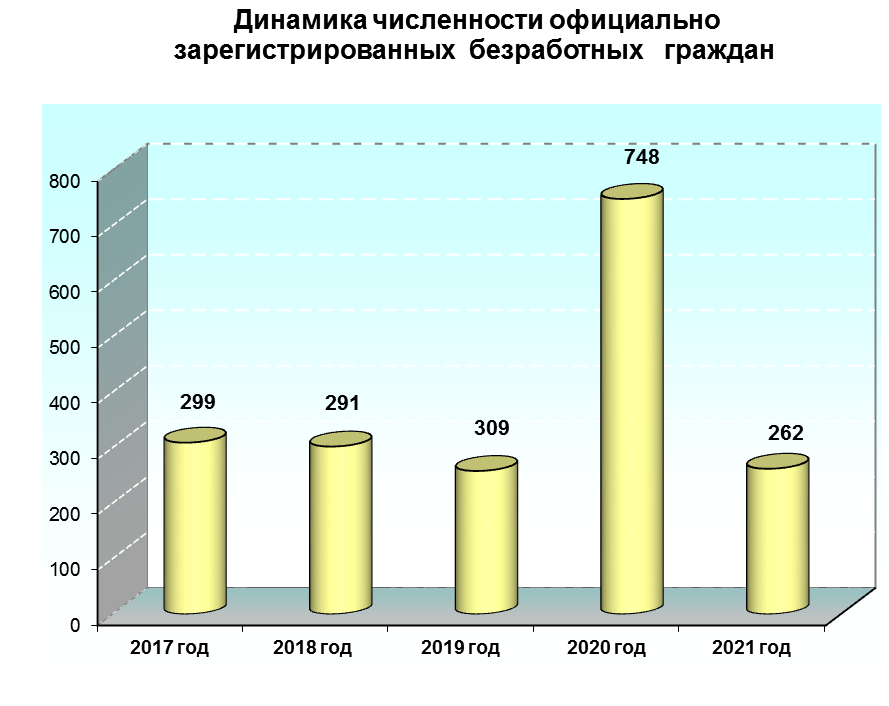 Динамика численности официально
зарегистрированных безработных граждан
748
800
700
600
500
400
300
200
100
0
299
291
309
262
2017 год
2018 год
2019 год
2020 год
2021 год